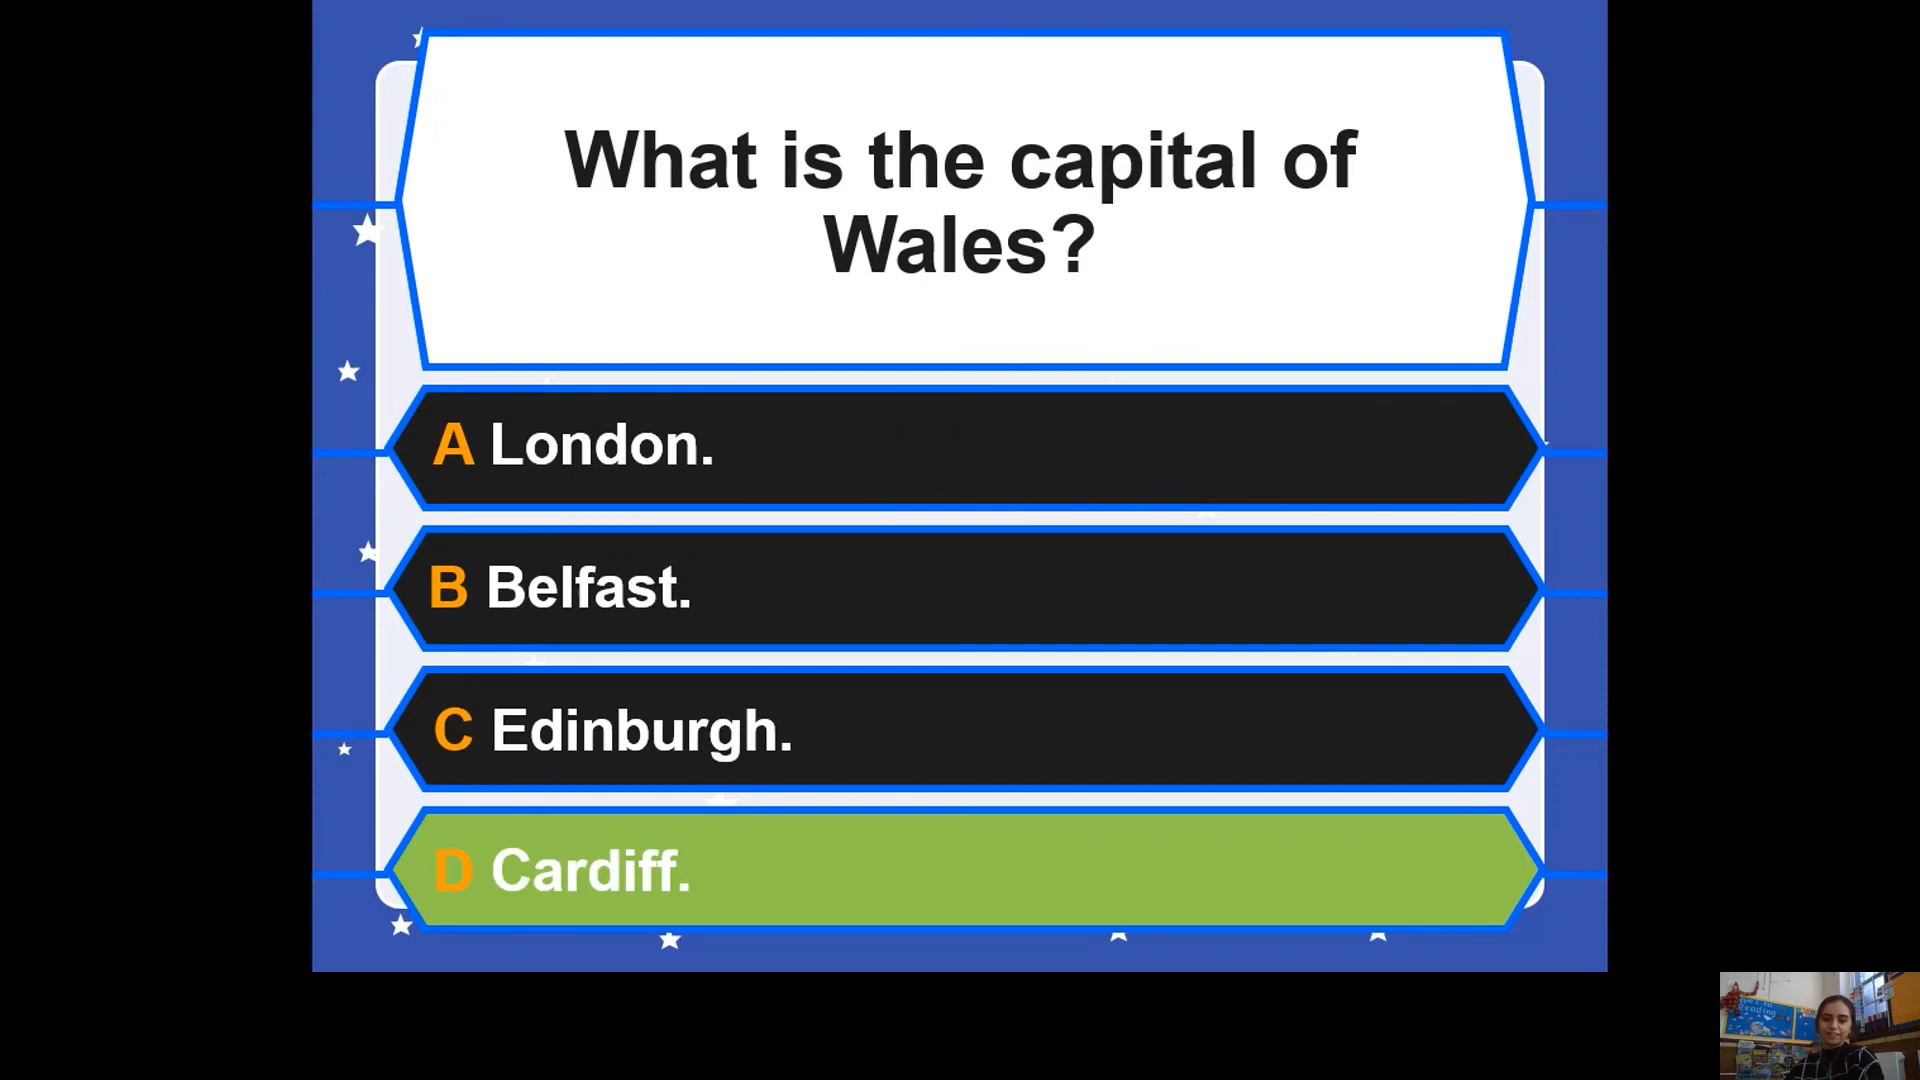 What is the capital of
Wales?
A London.
B Belfast.
C Edinburgh.
D Cardiff.